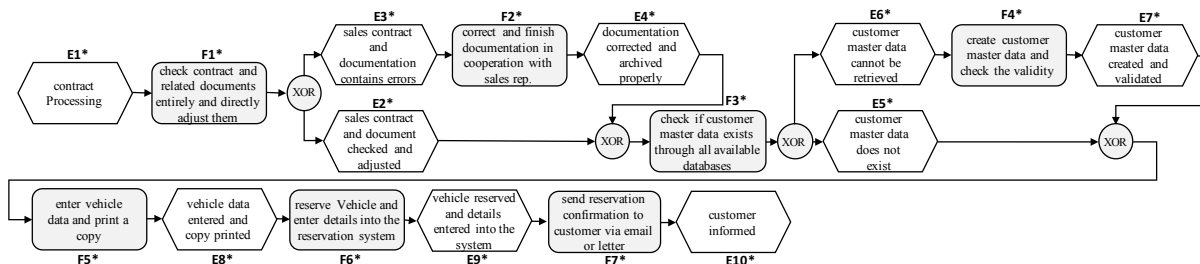 E1*
contract
Processing
F1*
check contract and
related documents
entirely and directly
adjust them
XOR
E3*
sales contract
and
documentation
contains errors
F2*
correct and finish
documentation in
cooperation with
sales rep.
E4*
documentation
corrected and
archived
properly
E2*
sales contract
and document
checked and
adjusted
XOR
F3*
check if customer
master data exists
through all available
databases
XOR
E6*
customer
master data
cannot be
retrieved
F4*
create customer
master data and
check the validity
E7*
customer
master data
created and
validated
E5*
customer
master data
does not
exist
XOR
enter vehicle
data and print a
copy
F5*
vehicle data
entered and
copy printed
E8*
reserve Vehicle and
enter details into the
reservation system
F6*
vehicle reserved
and details
entered into the
system
E9*
send reservation
confirmation to
customer via email
or letter
F7*
customer
informed
E10*